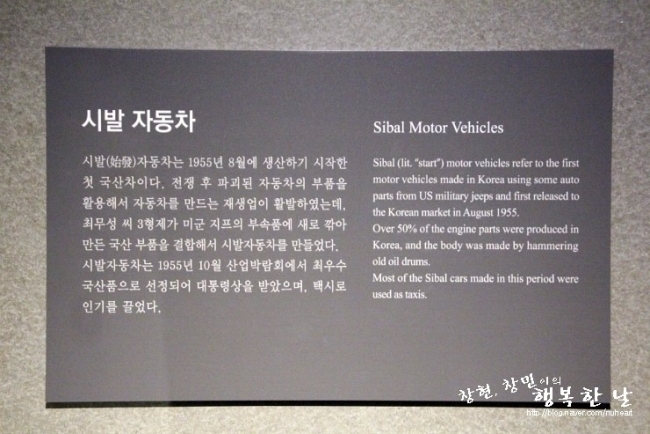 시발 자동차
시발(始發)자동차는 1955년 8월에 생산하기 시작한
첫 국산차이다. 전쟁 후 파괴된 자동차의 부품을
활용해서 자동차를 만드는 재생업이 활발하였는데,
최무성 씨 3형제가 미군 지프의 부속품에 새로 깎아
만든 국산 부품을 결합해서 시발자동차를 만들었다.
시발자동차는 1955년 10월 산업박람회에서 최우수
국산품으로 선정되어 대통령상을 받았으며, 택시로
인기를 끌었다.
Sibal Motor Vehicles
Sibal (lit. "start") motor vehicles refer to the first
motor vehicles made in Korea using some auto
parts from US military jeeps and first released to
the Korean market in August 1955.
Over 50% of the engine parts were produced in
Korea, and the body was made by hammering
old oil drums.
Most of the Sibal cars made in this period were
used as taxis.
창현, 창민이의 행복한 날
http://blog.naver.com/nuheart